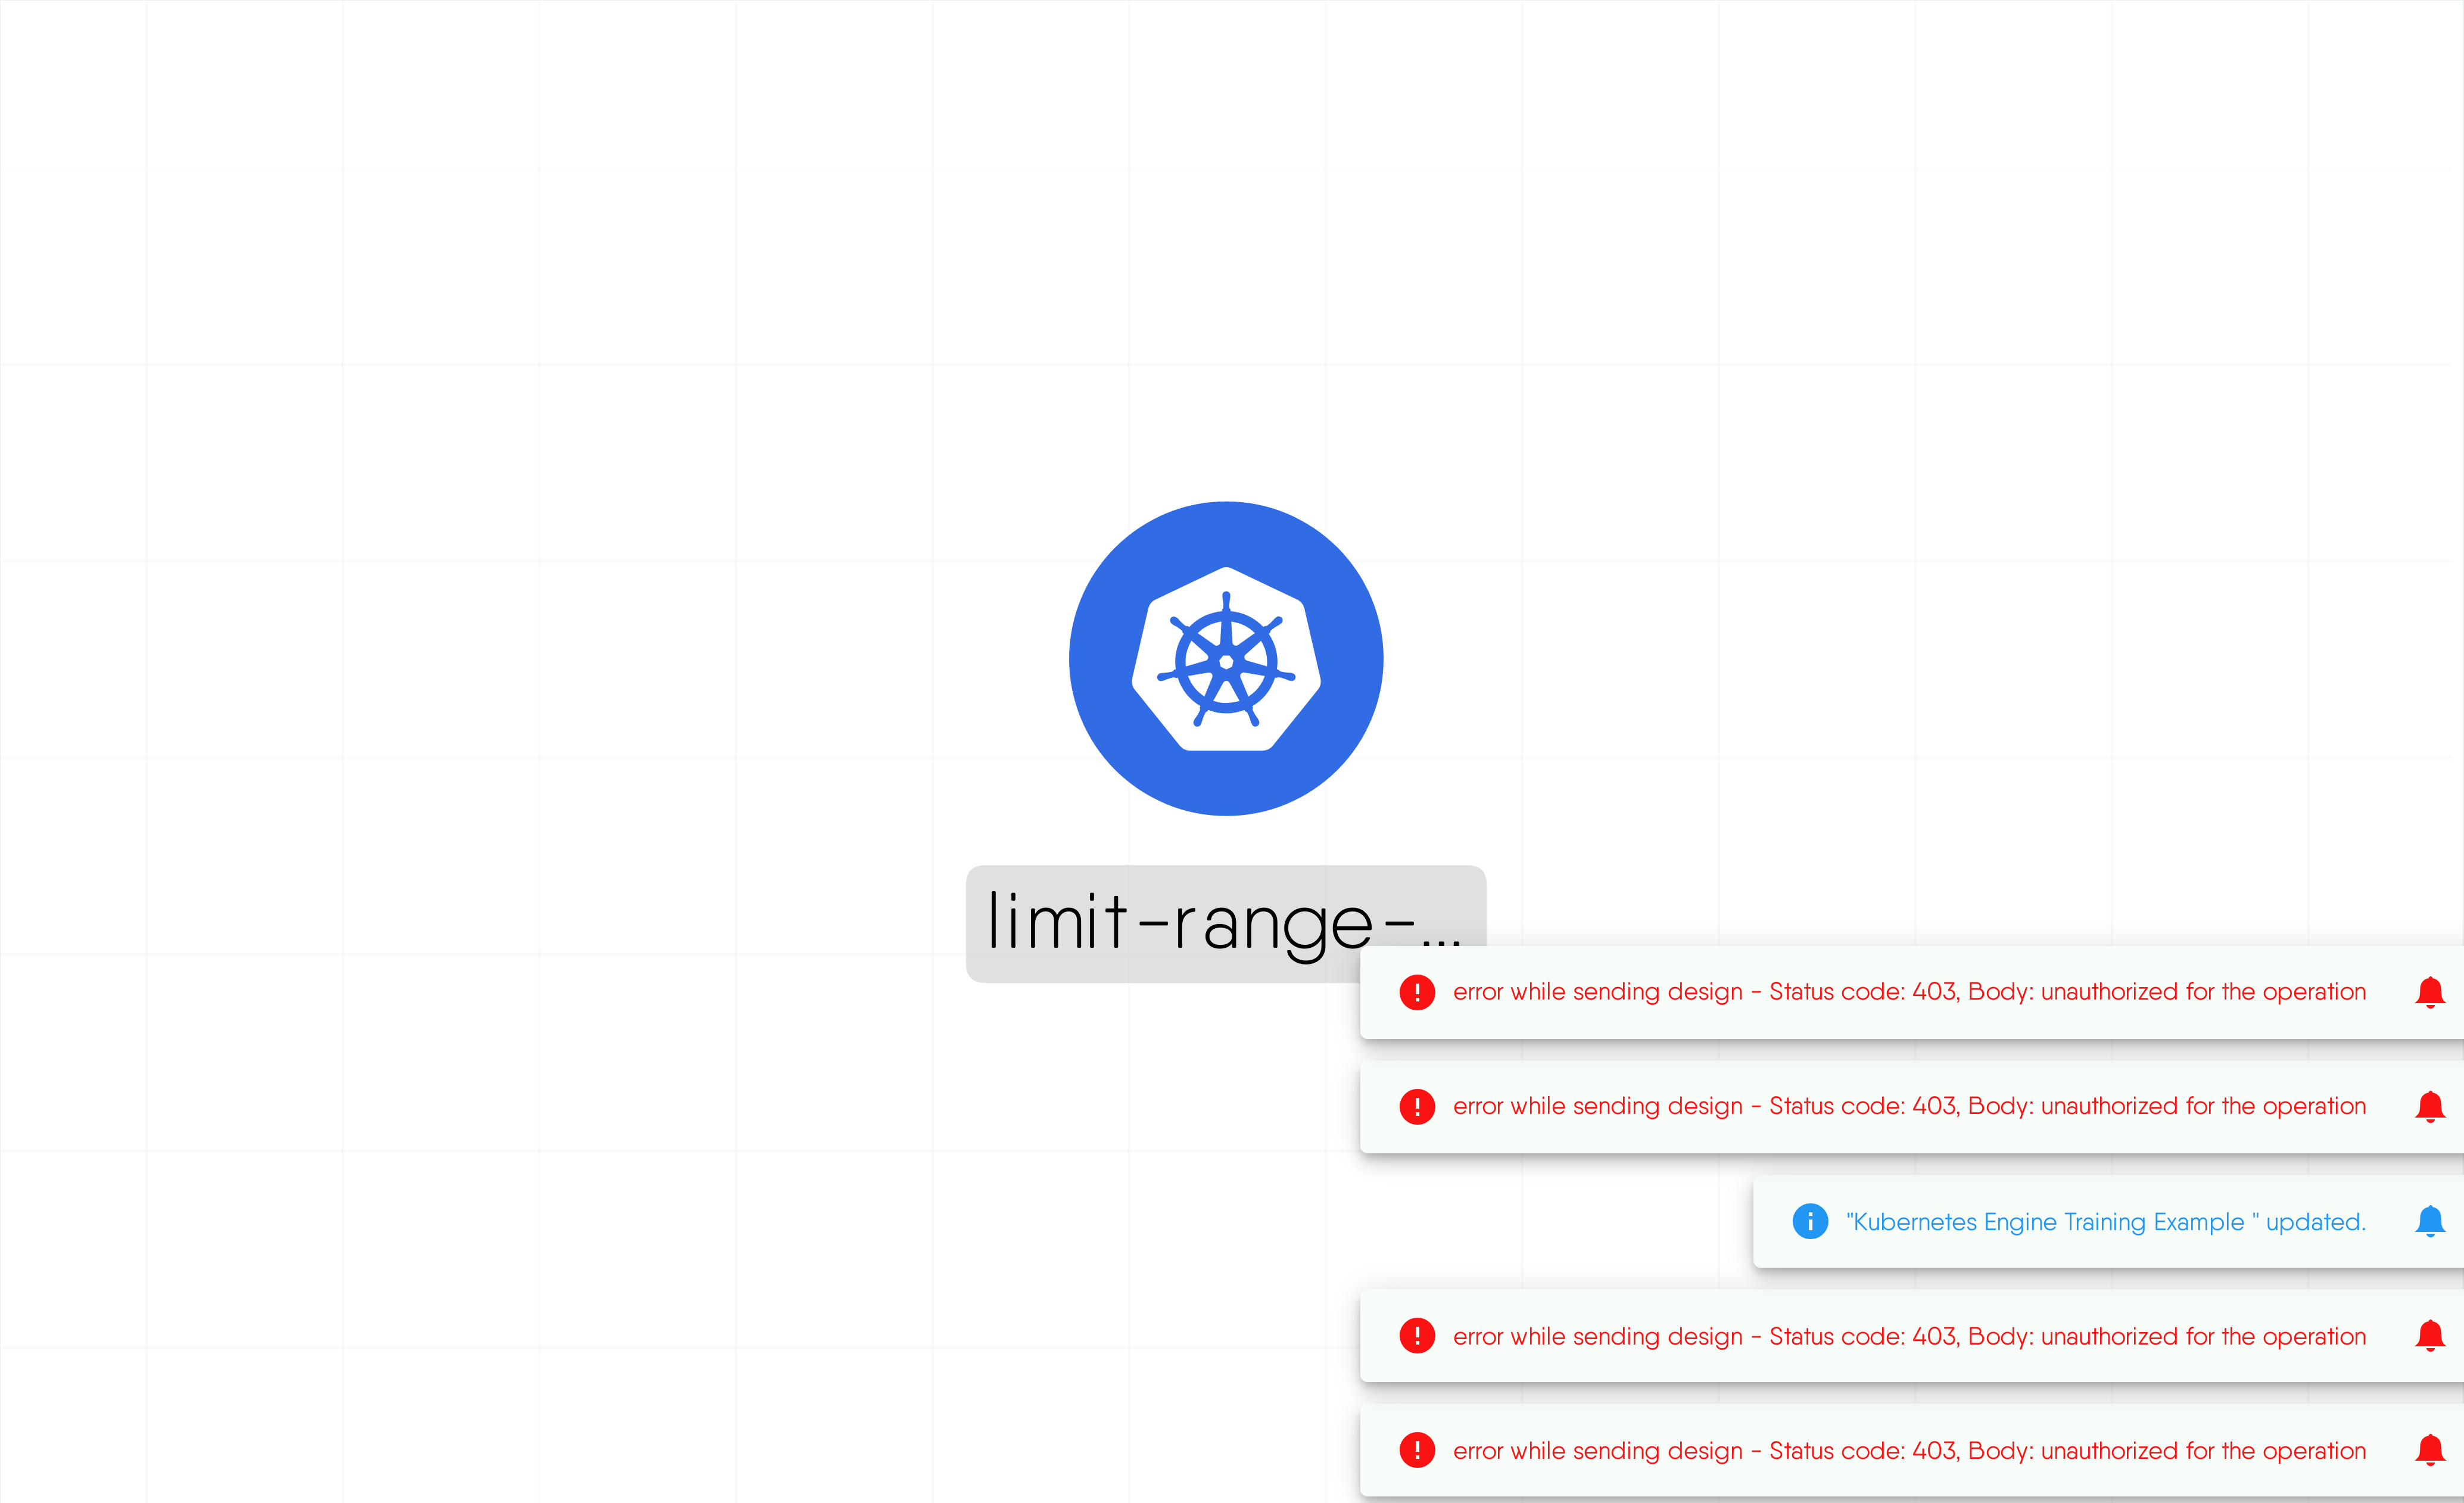 limit-range-...
error while sending design - Status code: 403, Body: unauthorized for the operation
error while sending design - Status code: 403, Body: unauthorized for the operation
"Kubernetes Engine Training Example " updated.
error while sending design - Status code: 403, Body: unauthorized for the operation
error while sending design - Status code: 403, Body: unauthorized for the operation